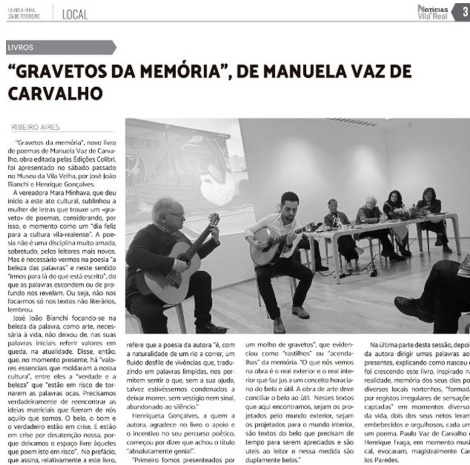 QUARTA-FEIRA
26 DE FEVEREIRO
LOCAL
NOTÍCIAS
Vila Real
3
LIVROS
“GRAVETOS DA MEMÓRIA”, DE MANUELA VAZ DE
CARVALHO
RIBEIRO AIRES
“Gravetos da memória”, novo livro
de poemas de Manuela Vaz de Carva-
lho, obra editada pelas Edições Colibri,
foi apresentado no sábado passado
no Museu da Vila Velha, por José João
Bianchi e Henrique Gonçalves.
A vereadora Mara Minhava, que deu
início a este ato cultural, sublinhou a
mulher de letras que trouxe um «gra-
veto» de poemas, considerando, por
isso, o momento como um “dia feliz
para a cultura vila-realense”. A poe-
sia não é uma disciplina muito amada,
sobretudo, pelos leitores mais novos.
Mas é necessário vermos na poesia “a
beleza das palavras” e neste sentido
“irmos para lá do que está escrito”, do
que as palavras escondem ou de pro-
fundo nos revelam. Ou seja, não nos
focarmos só nos textos não literários,
lembrou.
José João Bianchi focando-se na
beleza da palavra, como arte, neces-
sária à vida, não deixou de, nas suas
palavras iniciais referir valores em
queda, na atualidade. Disse, então,
que, no momento presente, há “valo-
res essenciais que moldaram a nossa
cultura”, entre eles a “verdade e a
beleza” que “estão em risco de tor-
narem as palavras ocas. Precisamos
verdadeiramente de reencontrar as
ideias matriciais que fizeram de nós
aquilo que somos. O belo, o bom e
o verdadeiro estão em crise. E estão
em crise por desatenção nossa, por-
que deixamos o espaço livre àqueles
que poem isto em risco”. No prefácio,
que assina, relativamente a este livro,
refere que a poesia da autora “é, com
a naturalidade de um rio a correr, um
fluido desfile de vivências que, tradu-
zindo em palavras límpidas, nos per-
mitem sentir o que, sem a sua ajuda,
talvez estivéssemos condenados a
deixar morrer, sem vestígio nem sinal,
abandonado ao silêncio.”
Henriqueta Gonçalves, a quem a
autora, agradece no livro o apoio e
o incentivo no seu percurso poético,
começou por dizer que achou o título
“absolutamente genial”.
“Primeiro fomos presenteados por
um molho de gravetos”, que eviden-
ciou como “rastilhos” ou “acenda-
lhas” da memória. “O que nós vemos
na obra é o real exterior e o real inte-
rior que faz jus a um conceito horacia-
no do belo e útil. A obra de arte deve
conciliar o belo ao útil. Nestes textos
que aqui encontramos, sejam os pro-
jetados pelo mundo exterior, sejam
os projetados para o mundo interior,
são textos do belo que precisam de
tempo para serem apreciados e são
úteis ao leitor e nessa medida são
duplamente belos.”
Na última parte desta sessão, depois
da autora dirigir umas palavras aos
presentes, explicando como nasceu e
foi crescendo este livro, inspirado na
realidade, memória dos seus dias por
diversos locais nortenhos, “formado
por registos irregulares de sensações
captadas” em momentos diversos
da vida, dois dos seus netos leram,
embevecidos e orgulhosos, cada um,
um poema. Paulo Vaz de Carvalho e
Henrique Fraga, em momento musi-
cal, evocaram, magistralmente Car-
los Paredes.